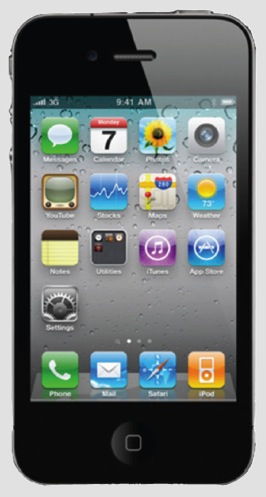 3G 9:41 AM
Monday
7
Messages Calendar Photos Camera
280
73°
YouTube Stocks Maps Weather
Notes Utilities iTunes App Store
Settings
Phone Mail Safari iPod